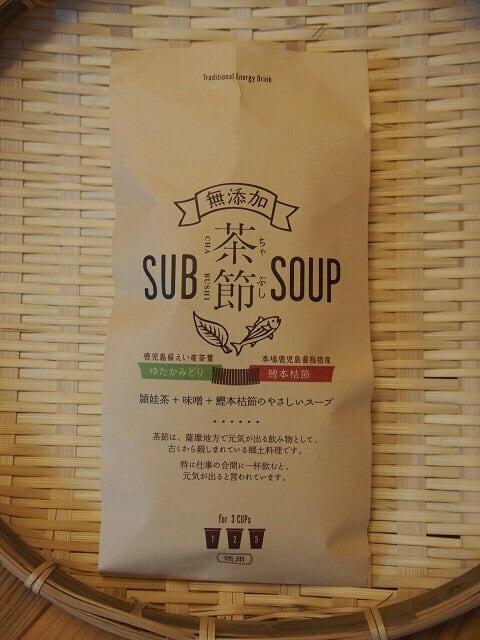 Traditional Energy Drink
無添加
SUB 茶節 SOUP
CHA BUSHI
ちゃ ぶし
鹿児島県えい産茶葉
ゆたかみどり
本場鹿児島県指宿産
鰹本枯節
頴娃茶 + 味噌 + 鰹本枯節のやさしいスープ
茶節は、薩摩地方で元気が出る飲み物として、
古くから親しまれている郷土料理です。
特に仕事の合間に一杯飲むと、
元気が出ると言われています。
for 3 CUPs
1 2 3
徳用